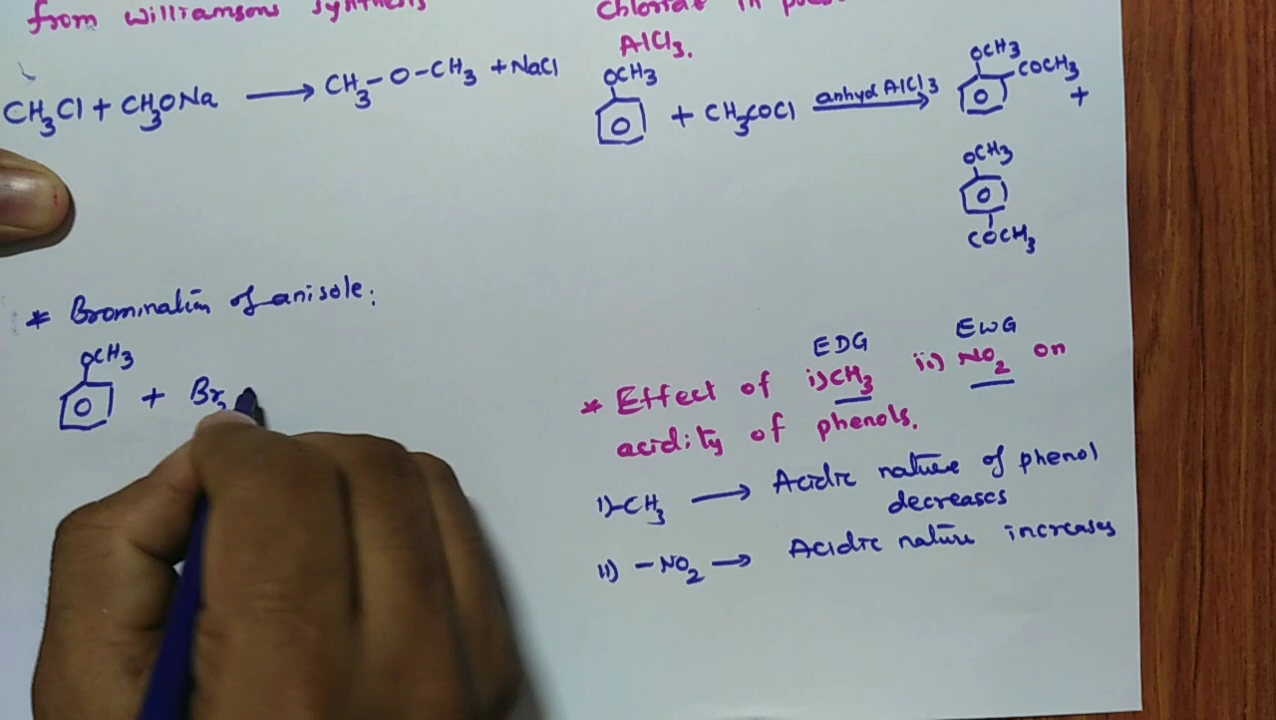 from Williamsons synthesis
CH3Cl + CH3ONa → CH3-O-CH3 + NaCl
* Bromination of anisole:
OCH3
+ Br2
Chloride in
AlCl3.
OCH3
+ CH3COCl anhyd AlCl3
OCH3
COCH3
+
OCH3
COCH3
EDG EWG
* Effect of i) CH3 ii) NO2 on
acidity of phenols.
i) -CH3 → Acidic nature of phenol
decreases
ii) -NO2 → Acidic nature increases